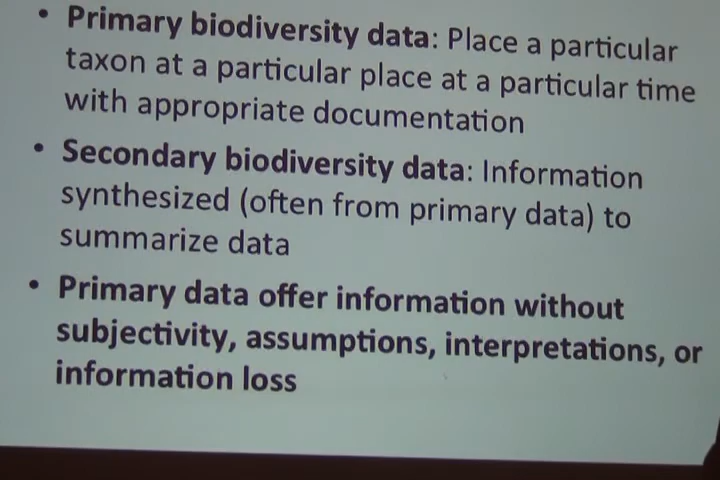 • Primary biodiversity data: Place a particular
taxon at a particular place at a particular time
with appropriate documentation
• Secondary biodiversity data: Information
synthesized (often from primary data) to
summarize data
• Primary data offer information without
subjectivity, assumptions, interpretations, or
information loss